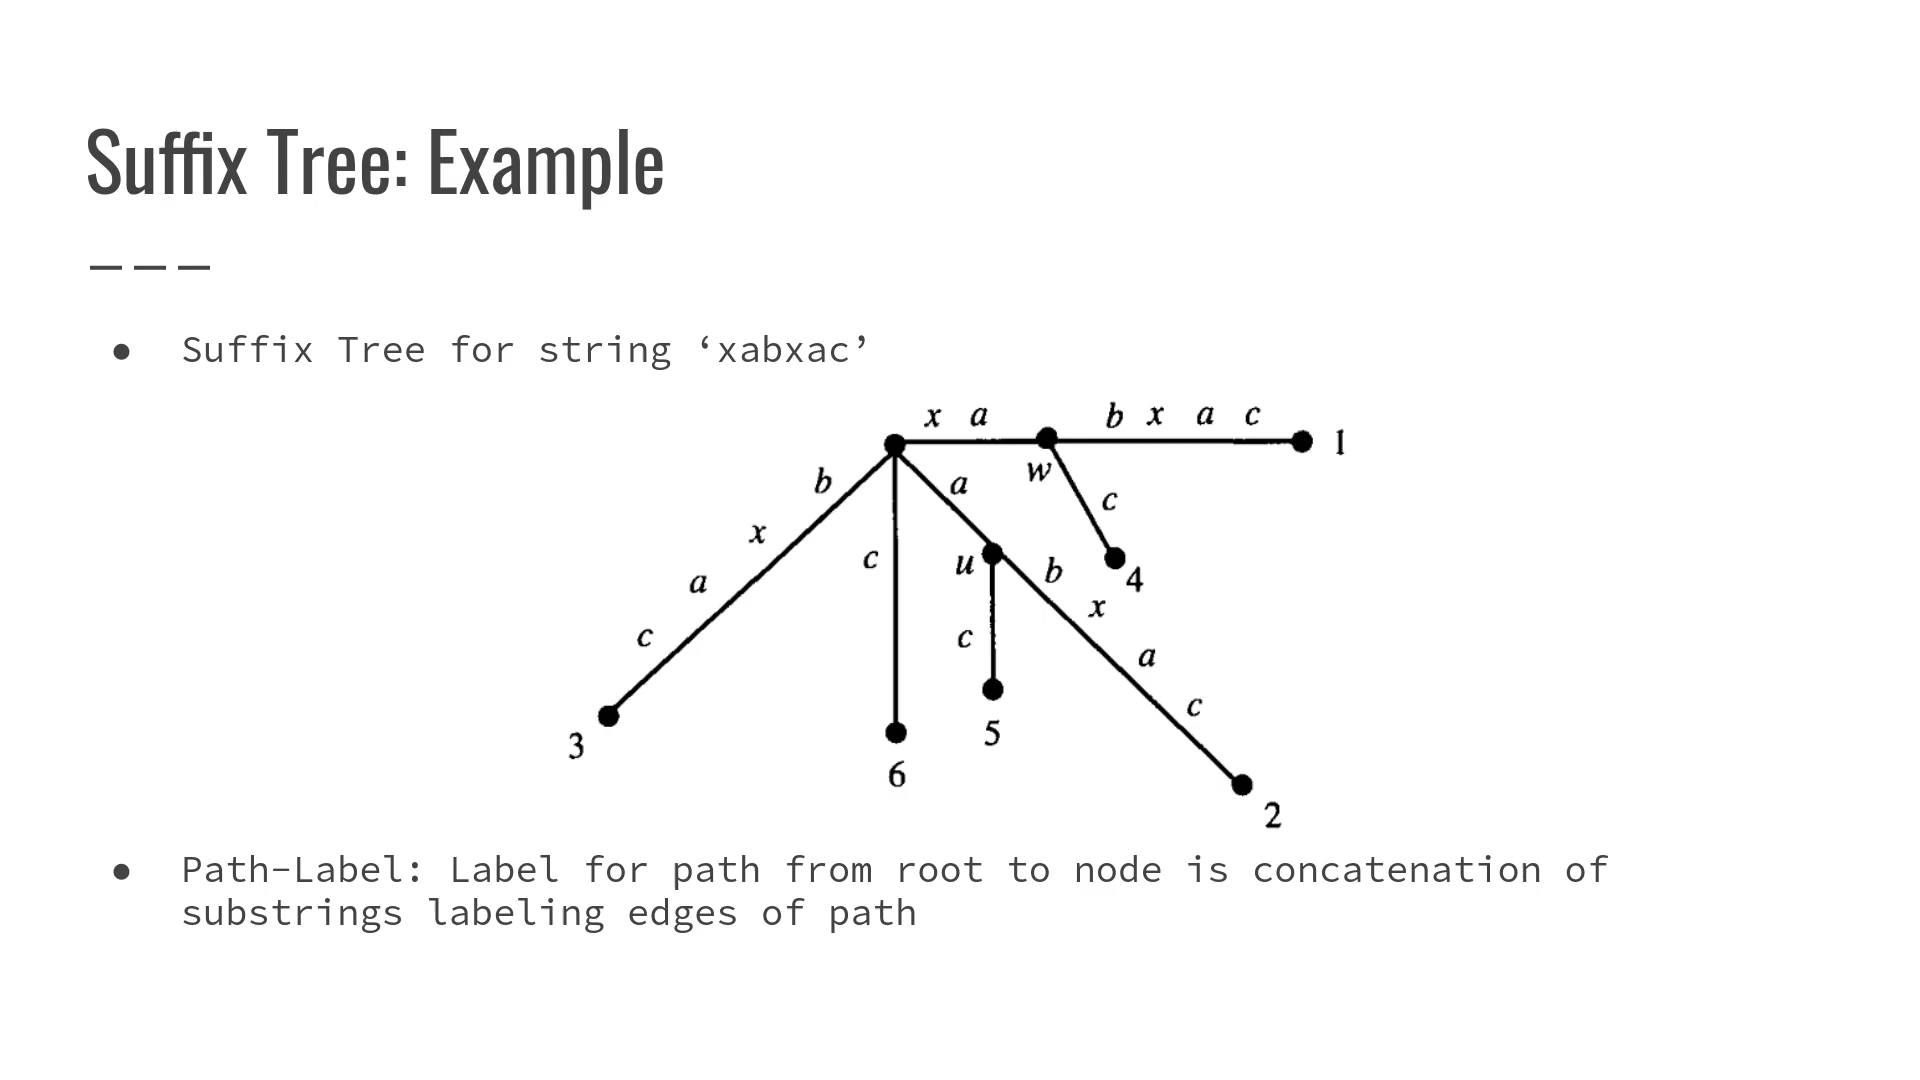 Suffix Tree: Example
● Suffix Tree for string ‘xabxac’
x a b x a c 1
w
b a
c
x
c u b 4
a x
c c a
c
3 5
6
2
● Path-Label: Label for path from root to node is concatenation of
substrings labeling edges of path